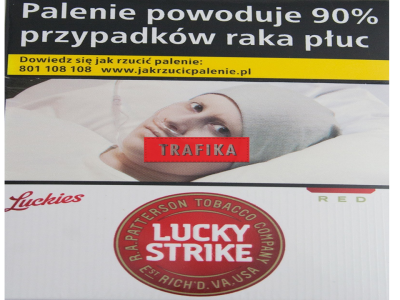 Palenie powoduje 90%
przypadków raka płuc
Dowiedz się jak rzucić palenie:
801 108 108 www.jakrzucicpalenie.pl
TRAFIKA
Luckies
RED
R.A. PATTERSON TOBACCO COMPANY
LUCKY
STRIKE
EST RICH'D. VA. USA